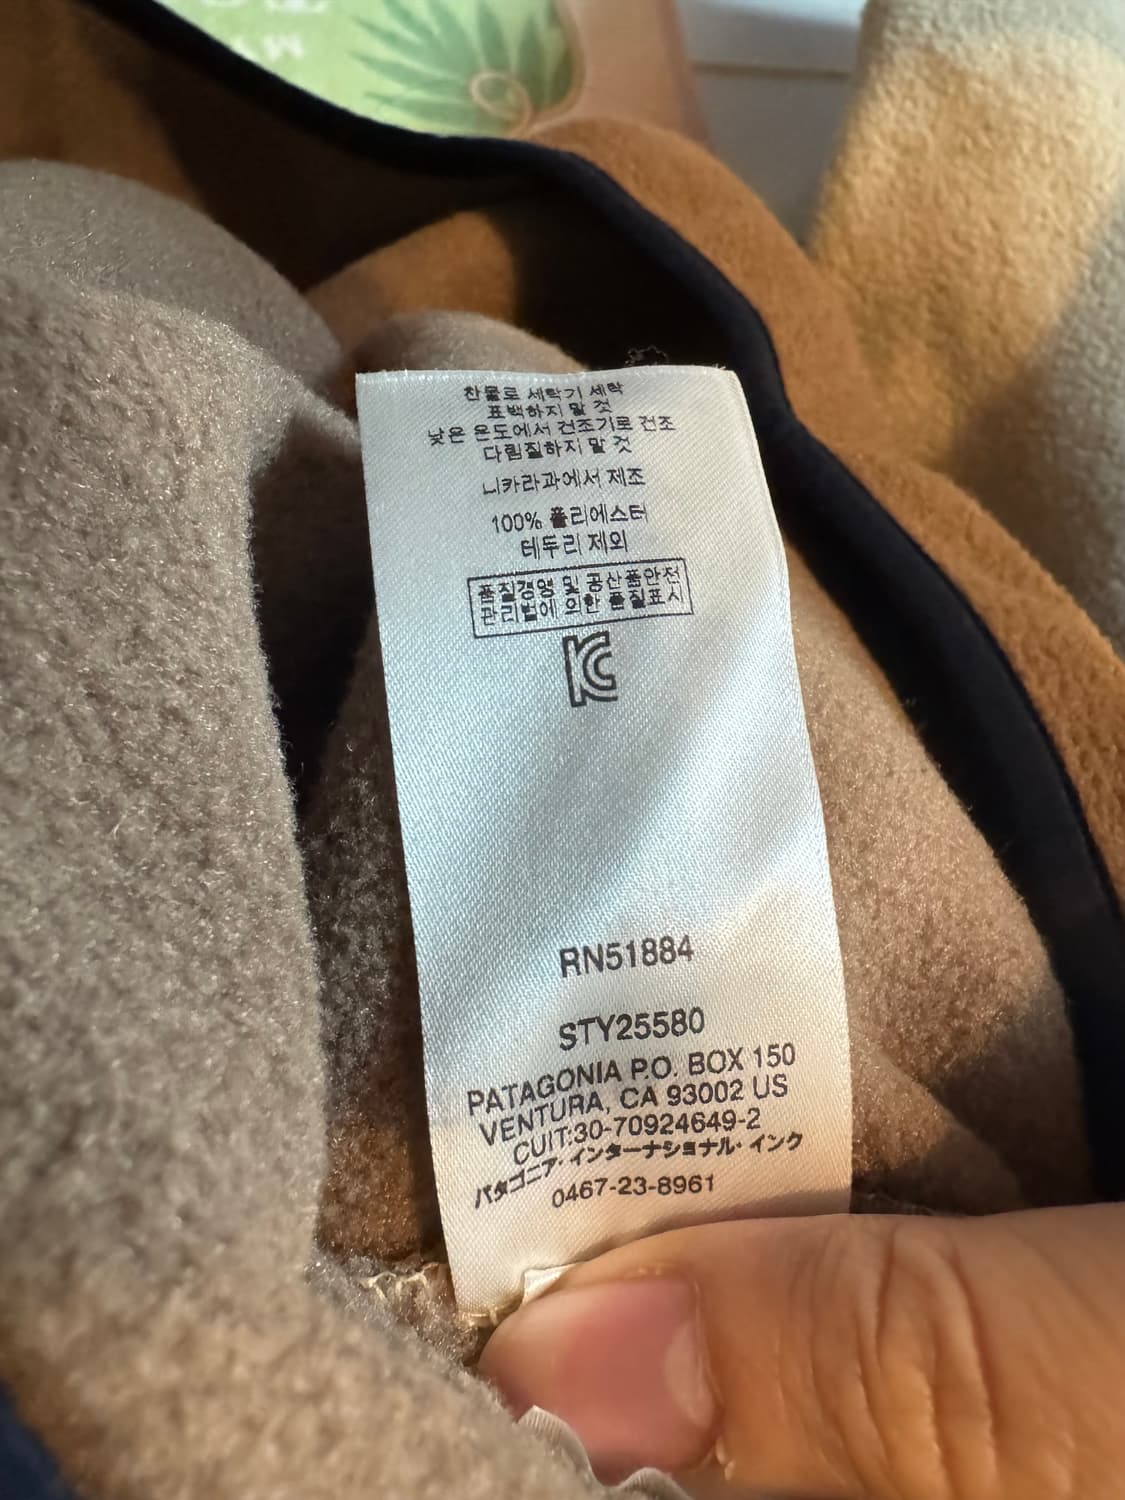 찬물로 세탁기 세탁
표백하지 말 것
낮은 온도에서 건조기로 건조
다림질하지 말 것
니카라과에서 제조
100% 폴리에스터
테두리 제외
품질경영 및 공산품안전
관리법에 의한 품질표시
KC
RN51884
STY25580
PATAGONIA P.O. BOX 150
VENTURA, CA 93002 US
CUIT:30-70924649-2
パタゴニア・インターナショナル・インク
0467-23-8961